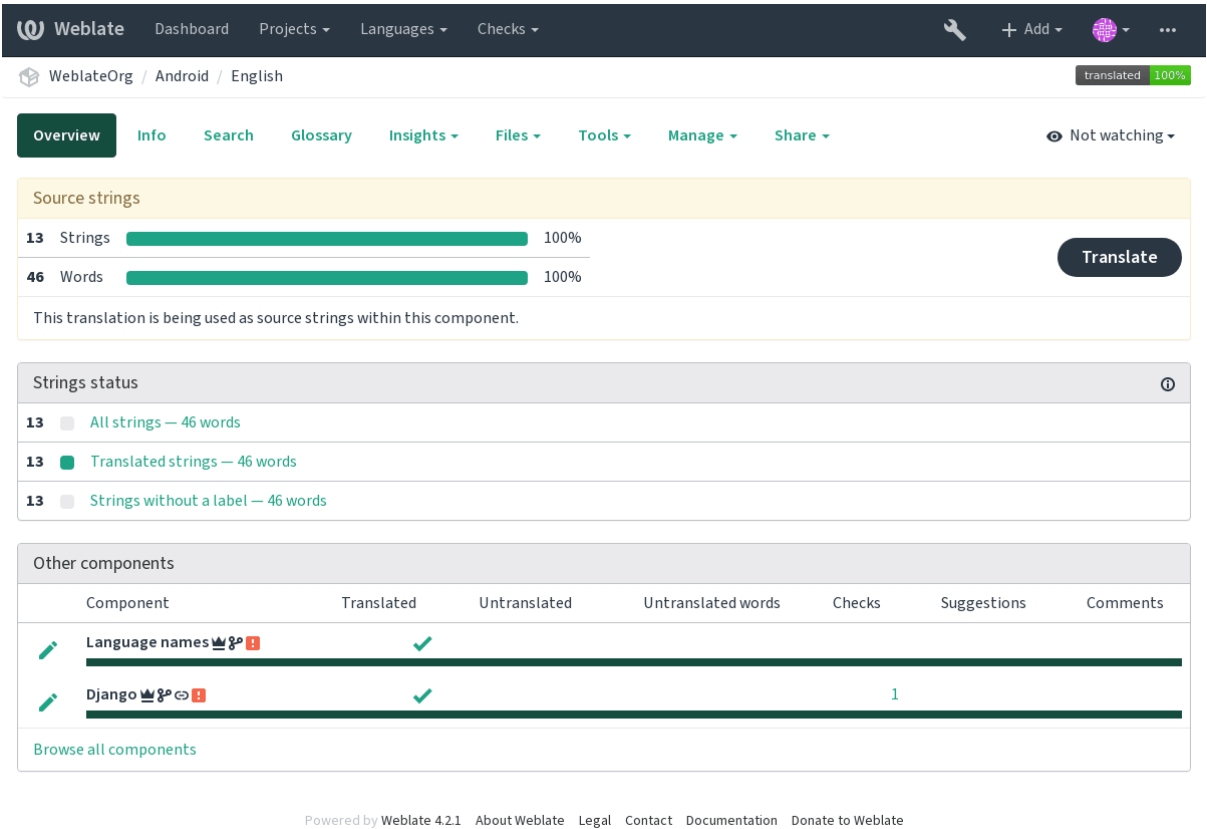 Weblate Dashboard Projects Languages Checks Add
WeblateOrg / Android / English translated 100%
Overview Info Search Glossary Insights Files Tools Manage Share Not watching
Source strings
13 Strings 100%
46 Words 100%
Translate
This translation is being used as source strings within this component.
Strings status
13 All strings — 46 words
13 Translated strings — 46 words
13 Strings without a label — 46 words
Other components
Component Translated Untranslated Untranslated words Checks Suggestions Comments
Language names
Django 1
Browse all components
Powered by Weblate 4.2.1 About Weblate Legal Contact Documentation Donate to Weblate